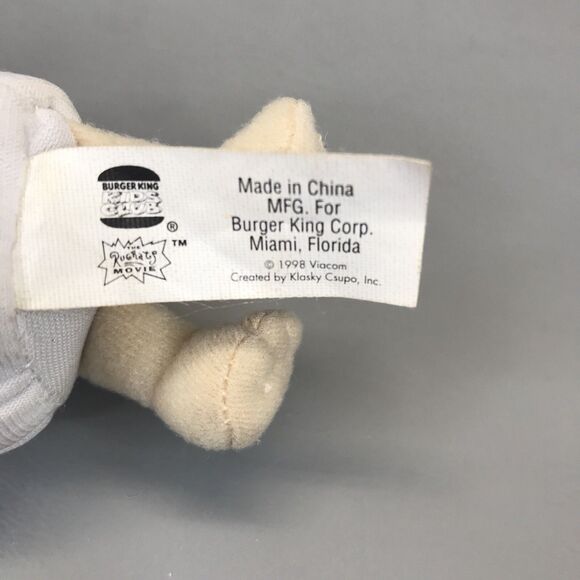 BURGER KING
KIDS
CLUB
®
THE
RugRats
MOVIE
™
Made in China
MFG. For
Burger King Corp.
Miami, Florida
© 1998 Viacom
Created by Klasky Csupo, Inc.